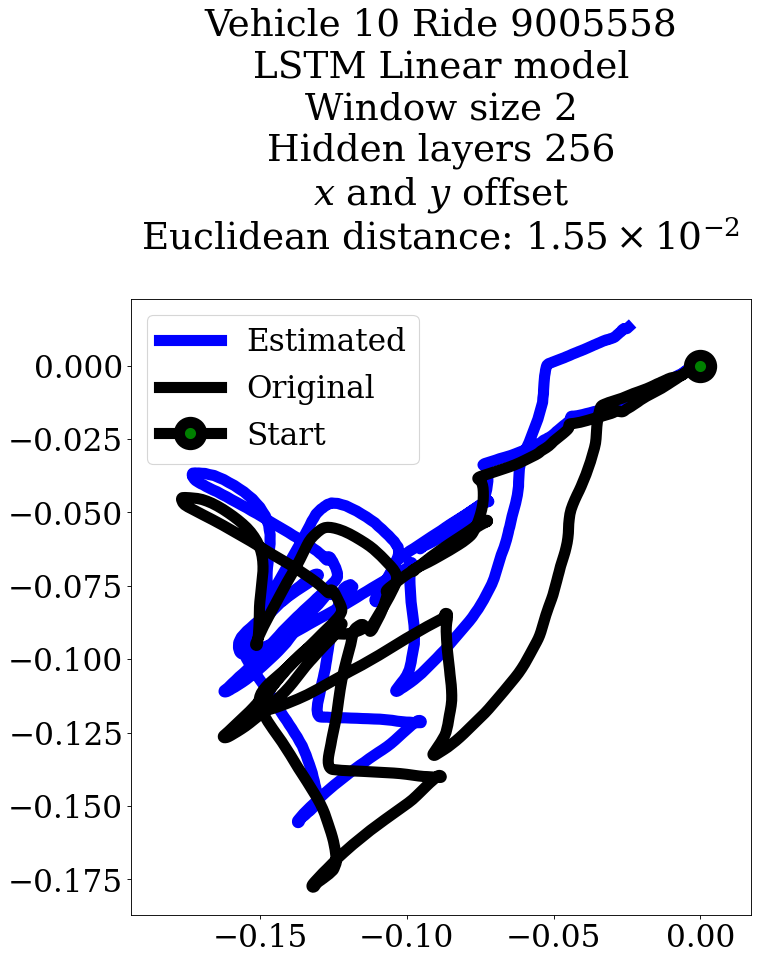 Vehicle 10 Ride 9005558
LSTM Linear model
Window size 2
Hidden layers 256
x and y offset
Euclidean distance: 1.55 × 10⁻²
Estimated
Original
Start
0.000
−0.025
−0.050
−0.075
−0.100
−0.125
−0.150
−0.175
−0.15
−0.10
−0.05
0.00